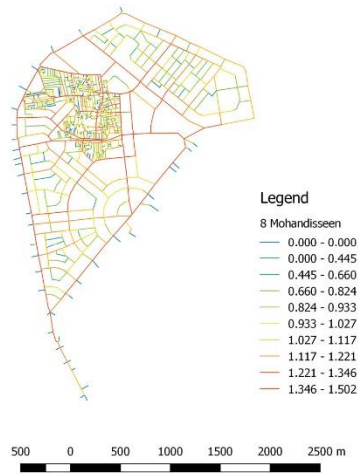 Legend
8 Mohandisseen
0.000 - 0.000
0.000 - 0.445
0.445 - 0.660
0.660 - 0.824
0.824 - 0.933
0.933 - 1.027
1.027 - 1.117
1.117 - 1.221
1.221 - 1.346
1.346 - 1.502
500 0 500 1000 1500 2000 2500 m